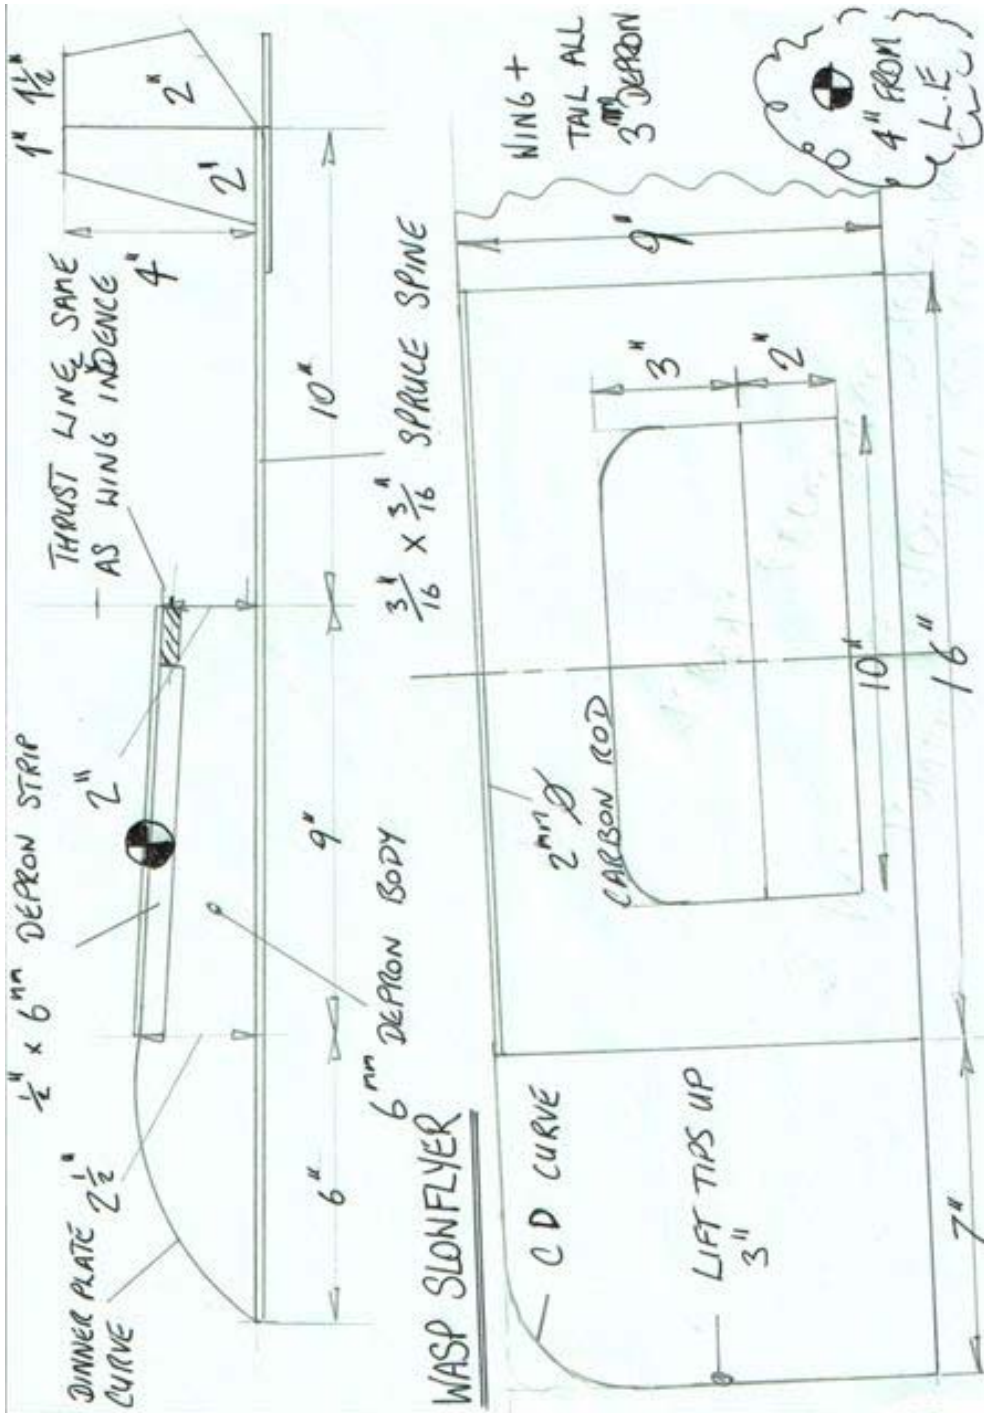 DINNER PLATE
CURVE
2½"
½" x 6mm DEPRON STRIP
2"
THRUST LINE SAME
AS WING INCIDENCE
4"
1" 1½"
2" 2"
6"
9"
10"
6mm DEPRON BODY
3/16" x 3/16" SPRUCE SPINE
WASP SLOWFLYER
CD CURVE
LIFT TIPS UP
3"
2mm Ø
CARBON ROD
3"
2"
10"
9"
WING +
TAIL ALL
3mm DEPRON
4" FROM
L.E
7"
16"